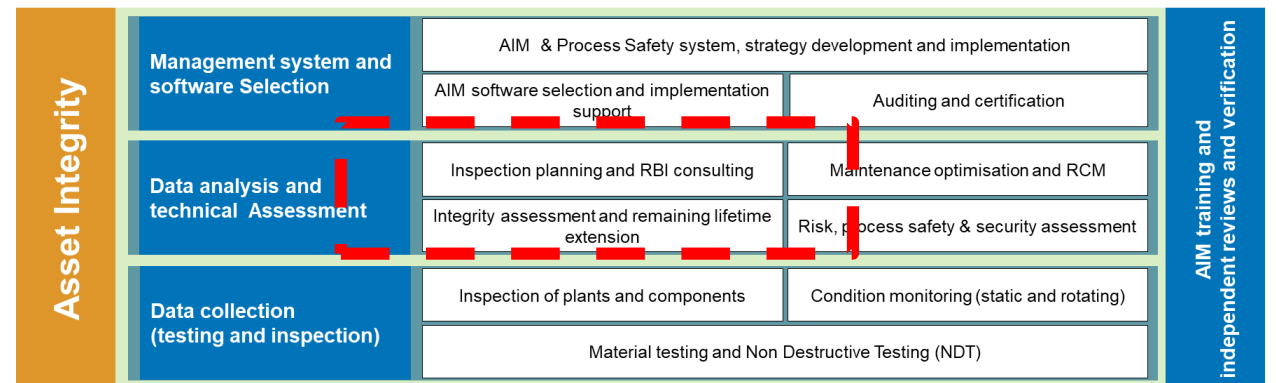 Asset Integrity
Management system and
software Selection
AIM & Process Safety system, strategy development and implementation
AIM software selection and implementation
support
Auditing and certification
Data analysis and
technical Assessment
Inspection planning and RBI consulting
Maintenance optimisation and RCM
Integrity assessment and remaining lifetime
extension
Risk, process safety & security assessment
Data collection
(testing and inspection)
Inspection of plants and components
Condition monitoring (static and rotating)
Material testing and Non Destructive Testing (NDT)
AIM training and
independent reviews and verification